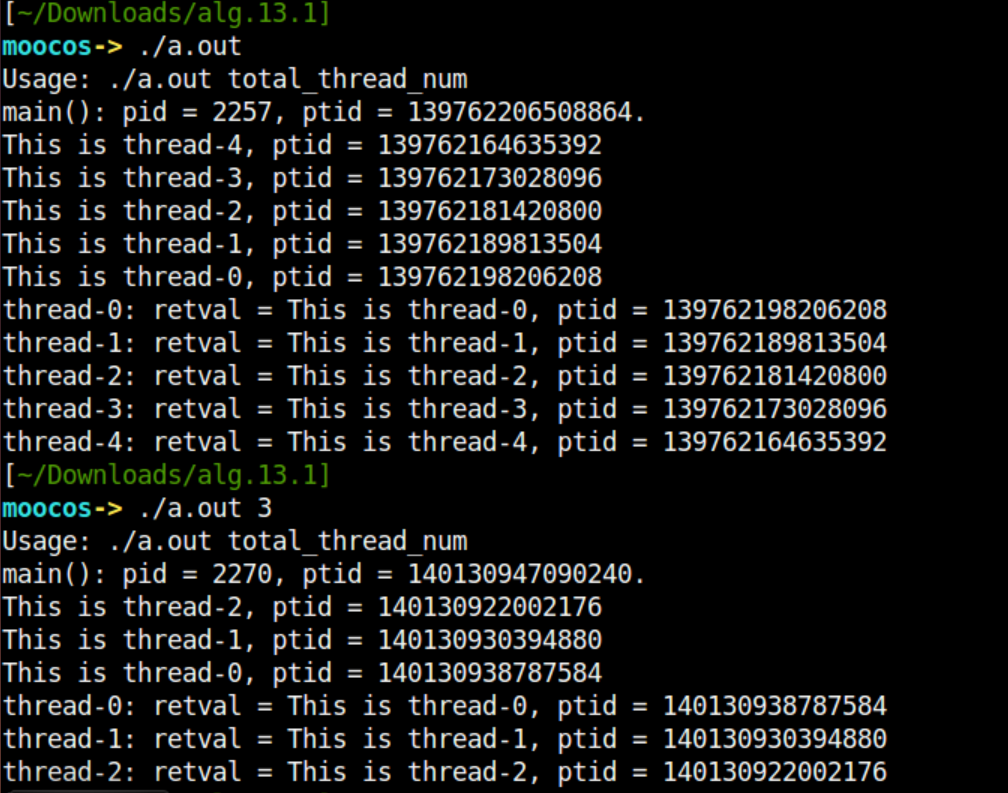 [~/Downloads/alg.13.1]
moocos-> ./a.out
Usage: ./a.out total_thread_num
main(): pid = 2257, ptid = 139762206508864.
This is thread-4, ptid = 139762164635392
This is thread-3, ptid = 139762173028096
This is thread-2, ptid = 139762181420800
This is thread-1, ptid = 139762189813504
This is thread-0, ptid = 139762198206208
thread-0: retval = This is thread-0, ptid = 139762198206208
thread-1: retval = This is thread-1, ptid = 139762189813504
thread-2: retval = This is thread-2, ptid = 139762181420800
thread-3: retval = This is thread-3, ptid = 139762173028096
thread-4: retval = This is thread-4, ptid = 139762164635392
[~/Downloads/alg.13.1]
moocos-> ./a.out 3
Usage: ./a.out total_thread_num
main(): pid = 2270, ptid = 140130947090240.
This is thread-2, ptid = 140130922002176
This is thread-1, ptid = 140130930394880
This is thread-0, ptid = 140130938787584
thread-0: retval = This is thread-0, ptid = 140130938787584
thread-1: retval = This is thread-1, ptid = 140130930394880
thread-2: retval = This is thread-2, ptid = 140130922002176